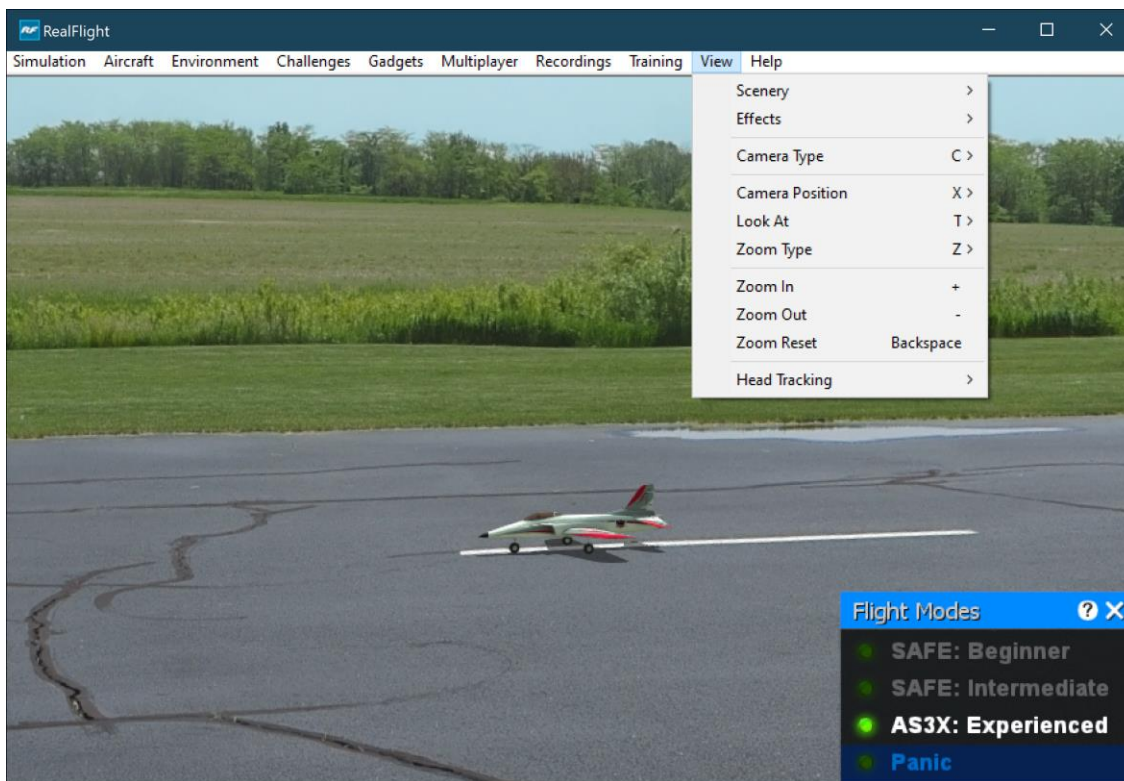 RealFlight
Simulation Aircraft Environment Challenges Gadgets Multiplayer Recordings Training View Help
Scenery >
Effects >
Camera Type C >
Camera Position X >
Look At T >
Zoom Type Z >
Zoom In +
Zoom Out -
Zoom Reset Backspace
Head Tracking >
Flight Modes ? X
SAFE: Beginner
SAFE: Intermediate
AS3X: Experienced
Panic